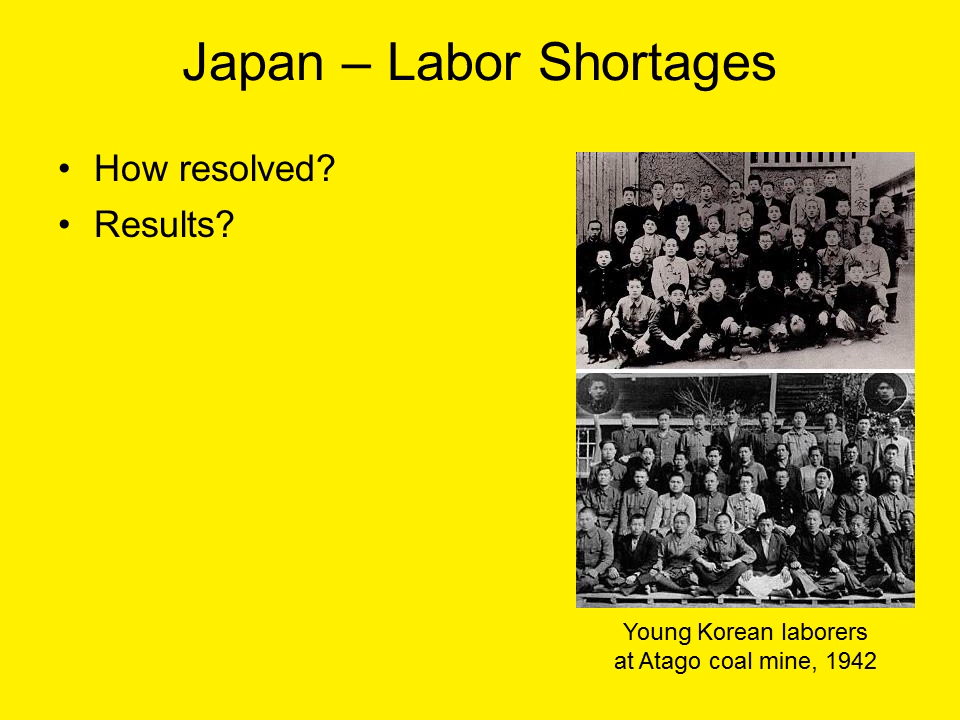 Japan – Labor Shortages
• How resolved?
• Results?
Young Korean laborers
at Atago coal mine, 1942